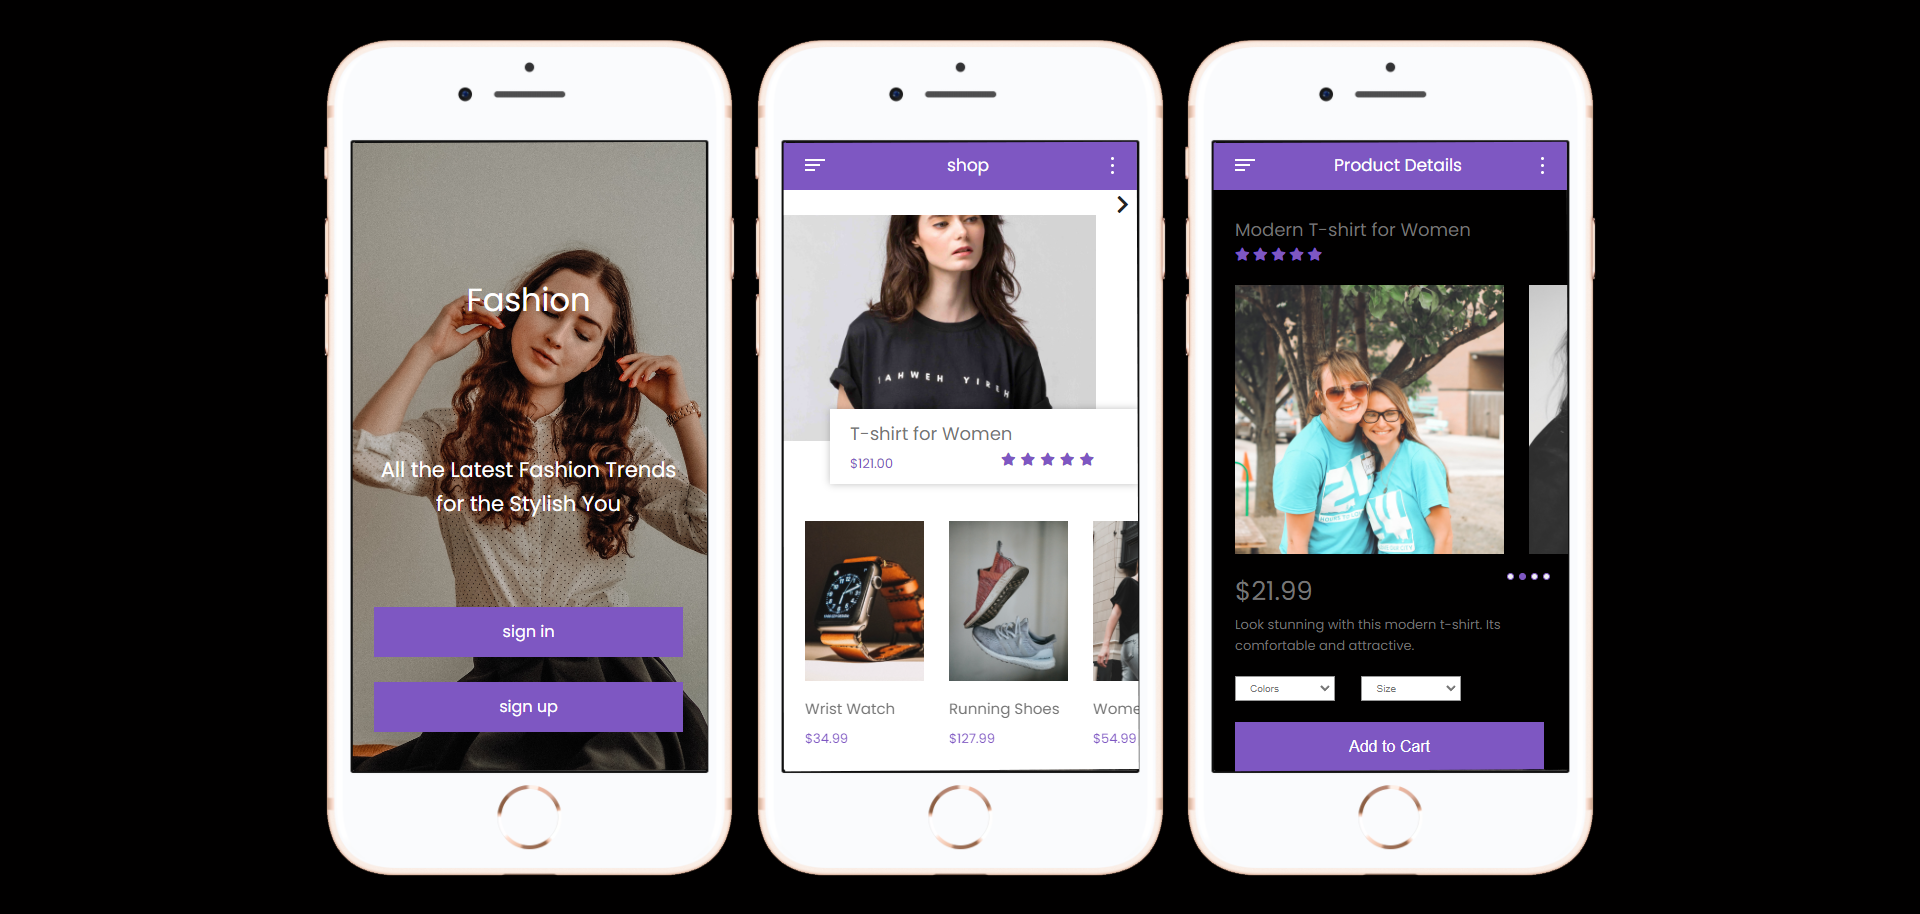 Fashion
All the Latest Fashion Trends
for the Stylish You
sign in
sign up
shop
T-shirt for Women
$121.00
Wrist Watch
$34.99
Running Shoes
$127.99
Wome
$54.99
Product Details
Modern T-shirt for Women
$21.99
Look stunning with this modern t-shirt. Its
comfortable and attractive.
Colors
Size
Add to Cart